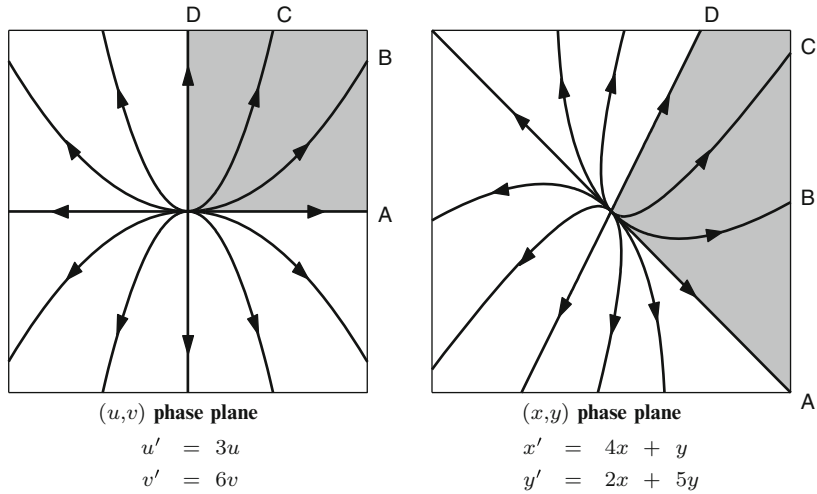 D C D
B C
A B
A
(u,v) phase plane (x,y) phase plane
u′ = 3u x′ = 4x + y
v′ = 6v y′ = 2x + 5y